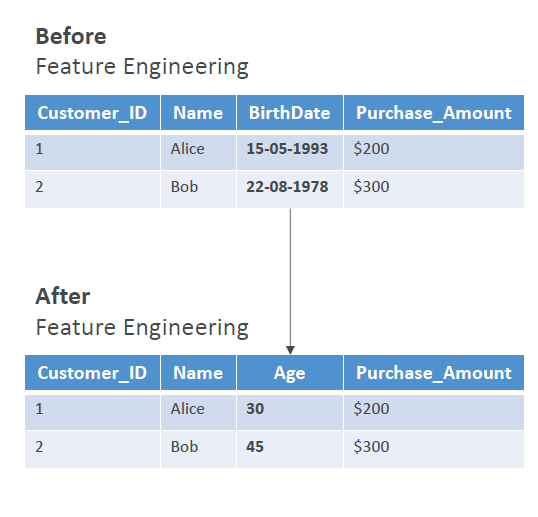 Before
Feature Engineering
Customer_ID Name BirthDate Purchase_Amount
1 Alice 15-05-1993 $200
2 Bob 22-08-1978 $300
After
Feature Engineering
Customer_ID Name Age Purchase_Amount
1 Alice 30 $200
2 Bob 45 $300